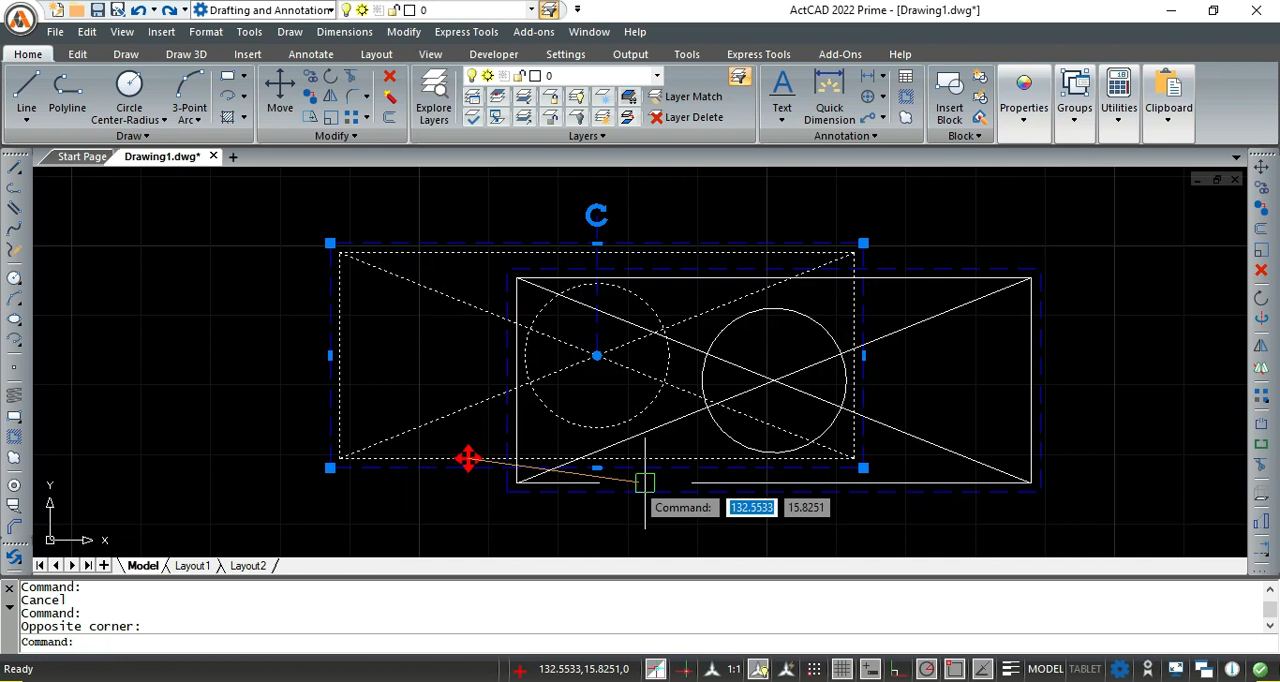 Drafting and Annotation
0
ActCAD 2022 Prime - [Drawing1.dwg*]
File Edit View Insert Format Tools Draw Dimensions Modify Express Tools Add-ons Window Help
Home Edit Draw Draw 3D Insert Annotate Layout View Developer Settings Output Tools Express Tools Add-Ons Help
Line
Polyline
Circle
Center-Radius
3-Point
Arc
Draw
Move
Modify
Explore
Layers
0
Layer Match
Layer Delete
Layers
Text
Quick
Dimension
Annotation
Insert
Block
Block
Properties
Groups
Utilities
Clipboard
Start Page
Drawing1.dwg*
Command: 132.5533 15.8251
Y
X
Model Layout1 Layout2
Command:
Cancel
Command:
Opposite corner:
Command:
Ready
132.5533,15.8251,0
1:1
MODEL
TABLET